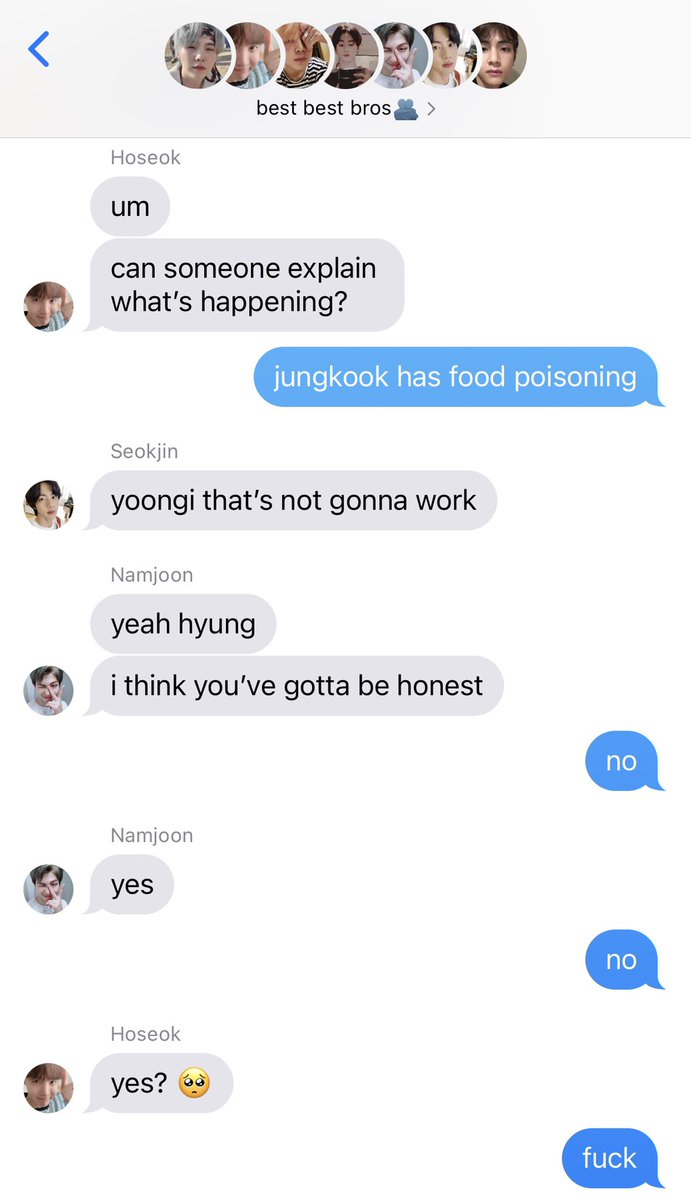 best best bros🫂 >
Hoseok
um
can someone explain
what's happening?
jungkook has food poisoning
Seokjin
yoongi that's not gonna work
Namjoon
yeah hyung
i think you've gotta be honest
no
Namjoon
yes
no
Hoseok
yes? 🥺
fuck